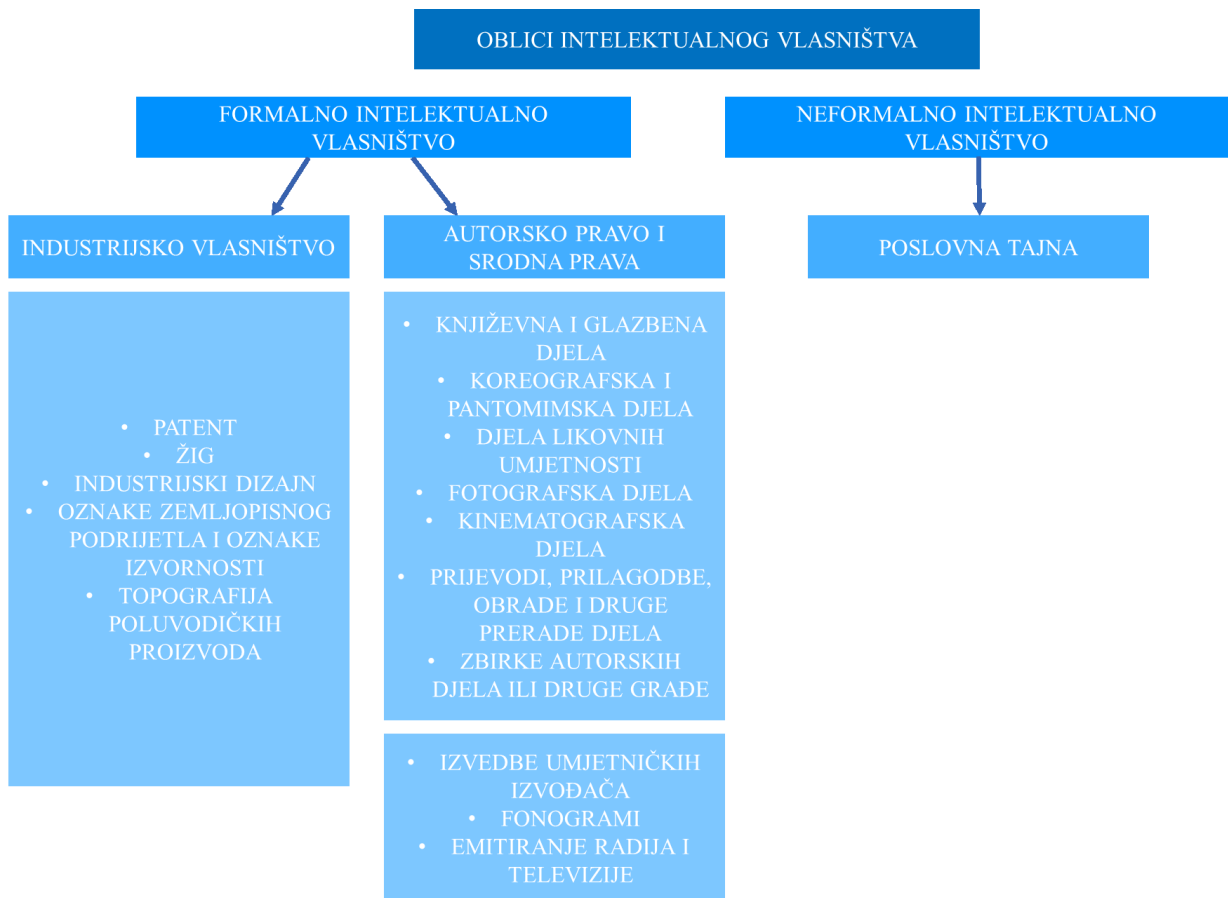 OBLICI INTELEKTUALNOG VLASNIŠTVA
FORMALNO INTELEKTUALNO
VLASNIŠTVO
NEFORMALNO INTELEKTUALNO
VLASNIŠTVO
INDUSTRIJSKO VLASNIŠTVO
AUTORSKO PRAVO I
SRODNA PRAVA
POSLOVNA TAJNA
• PATENT
• ŽIG
• INDUSTRIJSKI DIZAJN
• OZNAKE ZEMLJOPISNOG
PODRIJETLA I OZNAKE
IZVORNOSTI
• TOPOGRAFIJA
POLUVODIČKIH
PROIZVODA
• KNJIŽEVNA I GLAZBENA
DJELA
• KOREOGRAFSKA I
PANTOMIMSKA DJELA
• DJELA LIKOVNIH
UMJETNOSTI
• FOTOGRAFSKA DJELA
• KINEMATOGRAFSKA
DJELA
• PRIJEVODI, PRILAGODBE,
OBRADE I DRUGE
PRERADE DJELA
• ZBIRKE AUTORSKIH
DJELA ILI DRUGE GRAĐE
• IZVEDBE UMJETNIČKIH
IZVOĐAČA
• FONOGRAMI
• EMITIRANJE RADIJA I
TELEVIZIJE